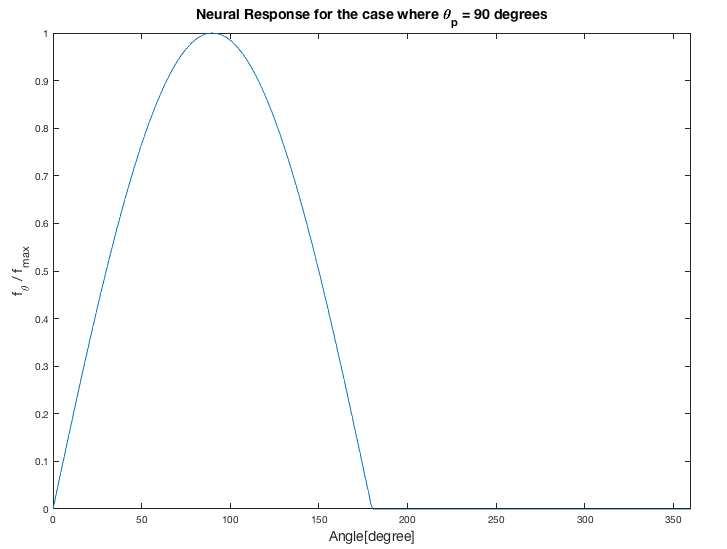 Neural Response for the case where θp = 90 degrees
1
0.9
0.8
0.7
0.6
0.5
0.4
0.3
0.2
0.1
0
fθ / fmax
0 50 100 150 200 250 300 350
Angle[degree]